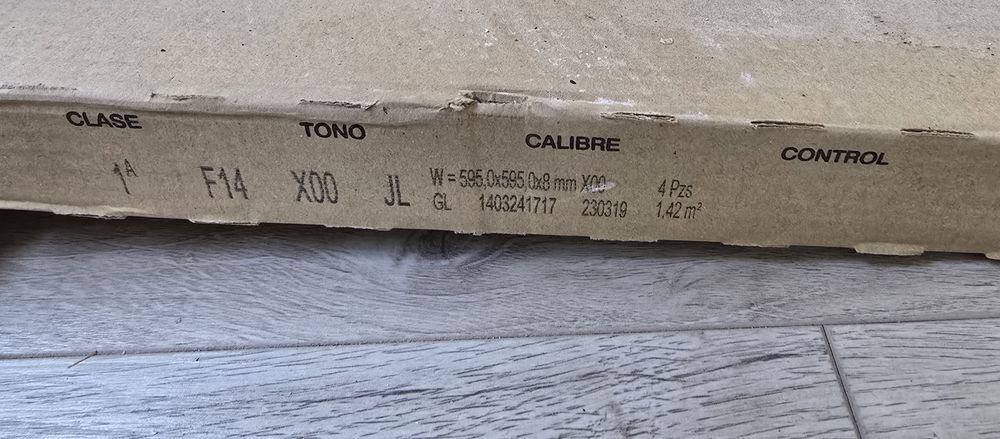 CLASE TONO CALIBRE CONTROL
1A F14 X00 JL W = 595,0x595,0x8 mm X00 4 Pzs
GL 1403241717 230319 1,42 m²